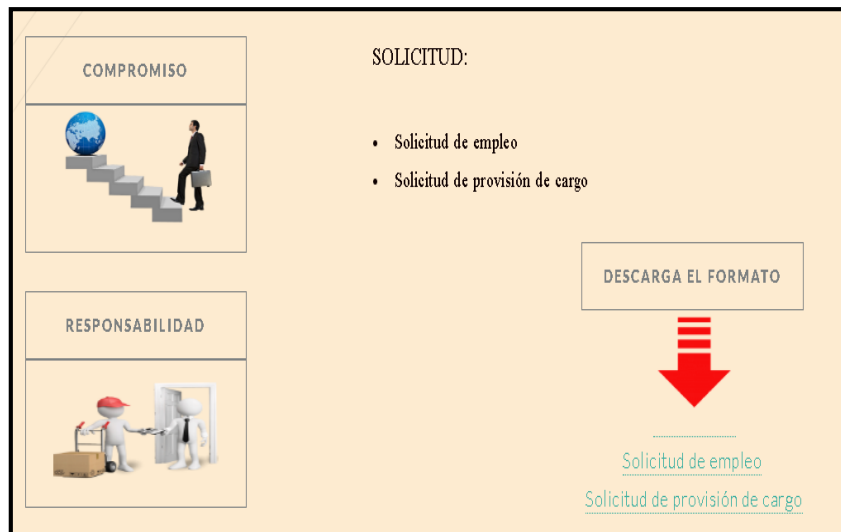 COMPROMISO
RESPONSABILIDAD
SOLICITUD:
• Solicitud de empleo
• Solicitud de provisión de cargo
DESCARGA EL FORMATO
Solicitud de empleo
Solicitud de provisión de cargo